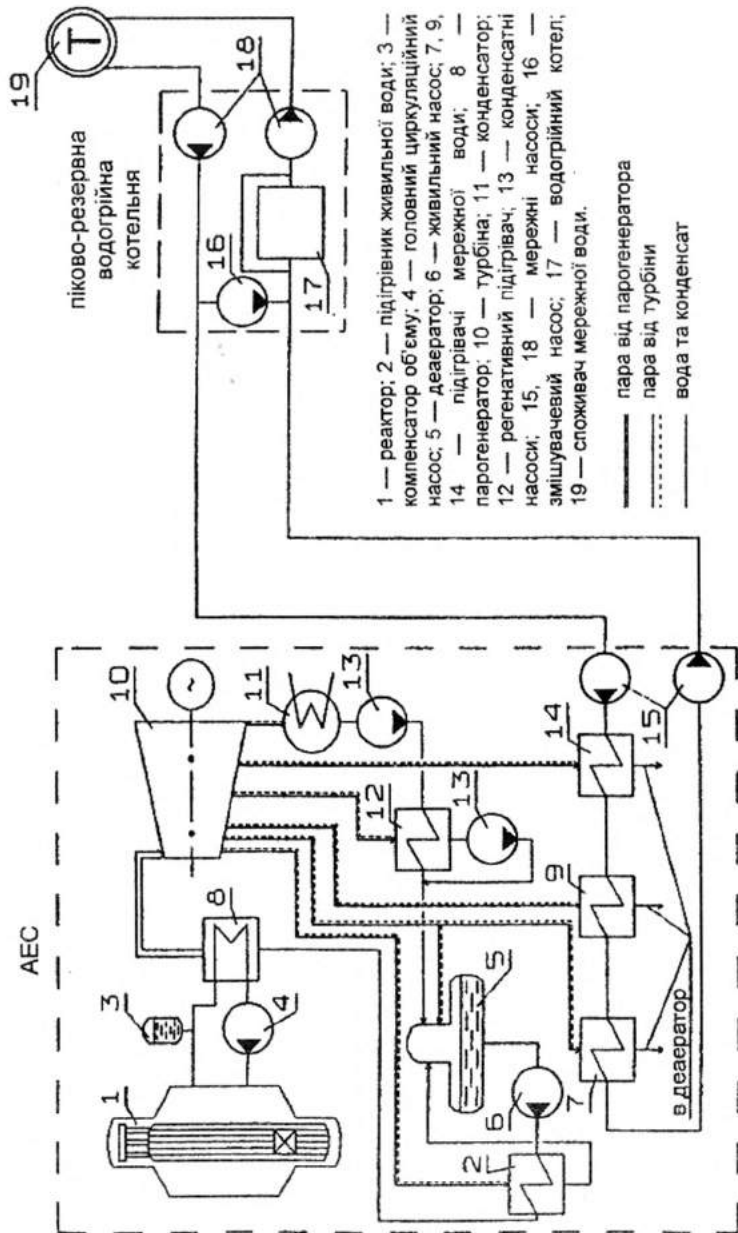 АЕС
піково-резервна
водогрійна
котельня
1
2
3
4
5
6
7
8
9
10
11
12
13
13
14
15
16
17
18
19
~
T
в деаератор
1 — реактор; 2 — підігрівник живильної води; 3 —
компенсатор об'єму; 4 — головний циркуляційний
насос; 5 — деаератор; 6 — живильний насос; 7, 9,
14 — підігрівачі мережної води; 8 —
парогенератор; 10 — турбіна; 11 — конденсатор;
12 — регенативний підігрівач; 13 — конденсатні
насоси; 15, 18 — мережні насоси; 16 —
змішувачевий насос; 17 — водогрійний котел;
19 — споживач мережної води.
пара від парогенератора
пара від турбіни
вода та конденсат